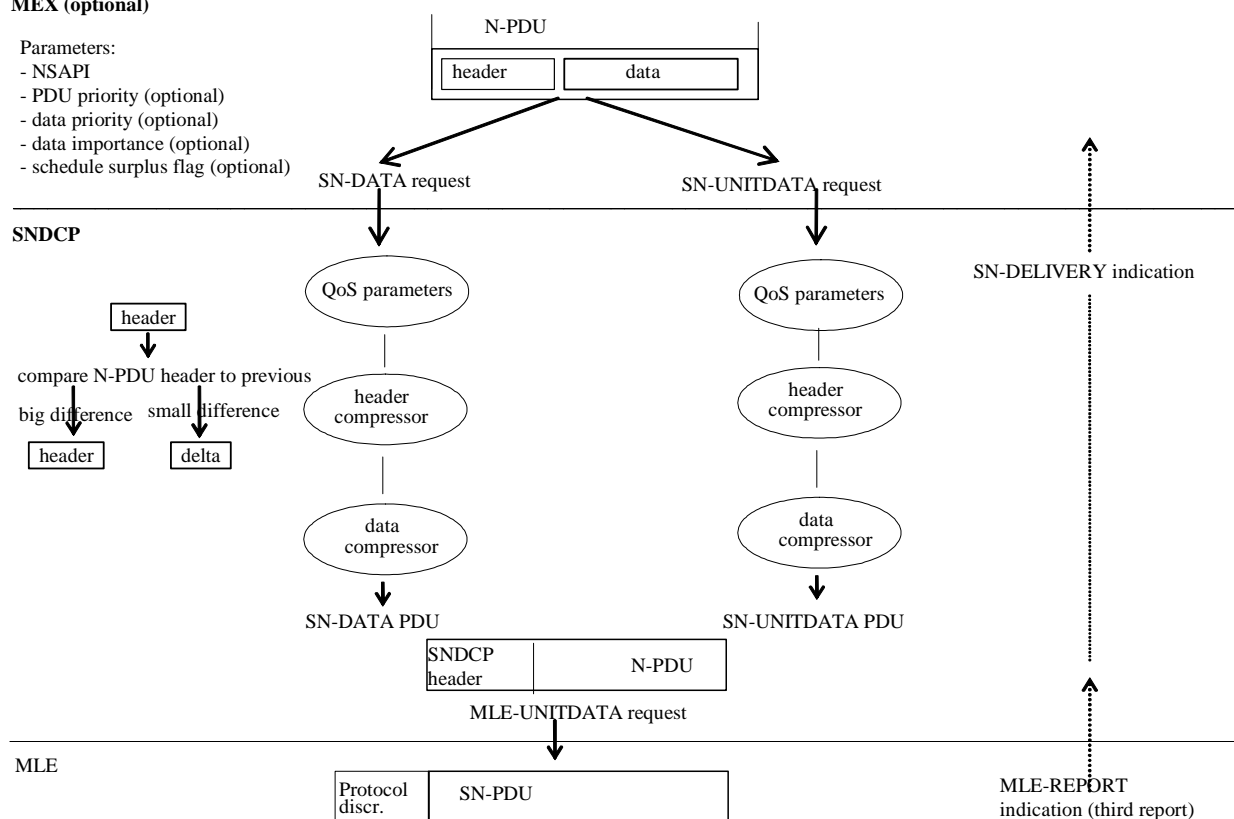 MEX (optional)
Parameters:
- NSAPI
- PDU priority (optional)
- data priority (optional)
- data importance (optional)
- schedule surplus flag (optional)
N-PDU
header
data
SN-DATA request
SN-UNITDATA request
SNDCP
SN-DELIVERY indication
QoS parameters
QoS parameters
header
compare N-PDU header to previous
big difference
small difference
header
delta
header
compressor
header
compressor
data
compressor
data
compressor
SN-DATA PDU
SN-UNITDATA PDU
SNDCP
header
N-PDU
MLE-UNITDATA request
MLE
Protocol
discr.
SN-PDU
MLE-REPORT
indication (third report)